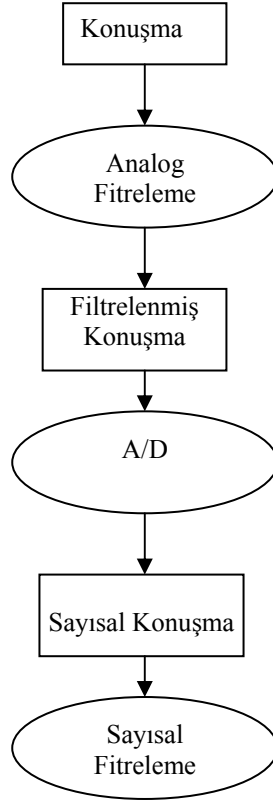 Konuşma
Analog
Fitreleme
Filtrelenmiş
Konuşma
A/D
Sayısal Konuşma
Sayısal
Fitreleme